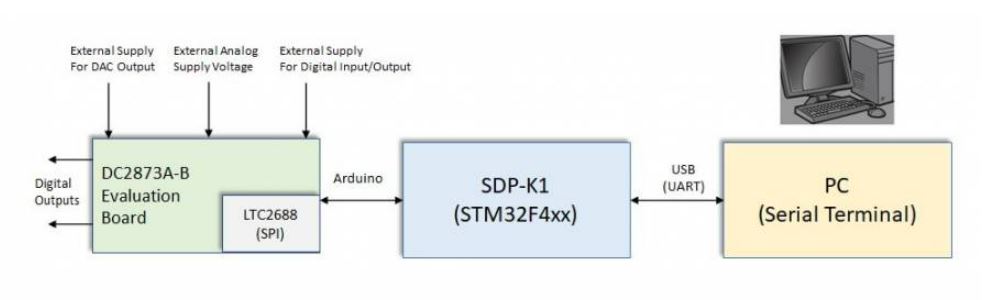 External Supply
For DAC Output
External Analog
Supply Voltage
External Supply
For Digital Input/Output
Digital
Outputs
DC2873A-B
Evaluation
Board
LTC2688
(SPI)
Arduino
SDP-K1
(STM32F4xx)
USB
(UART)
PC
(Serial Terminal)